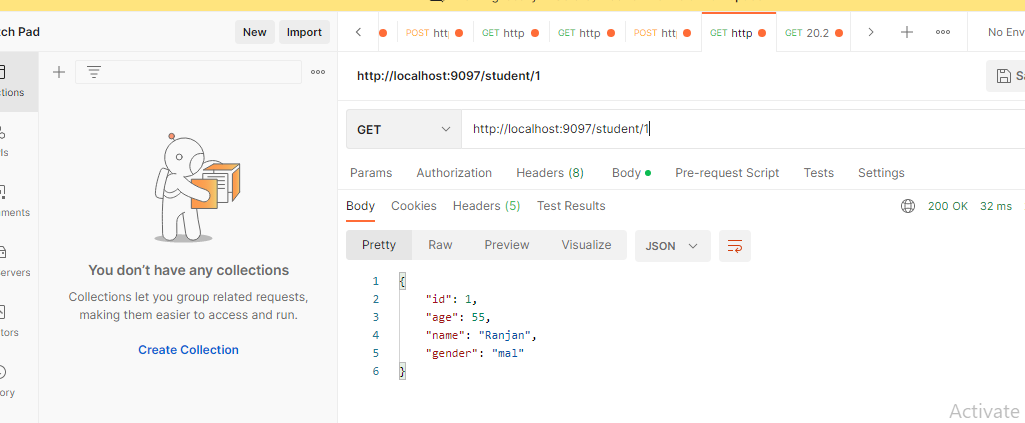 ch Pad
New
Import
POST htt
GET http
GET http
POST htt
GET http
GET 20.2
No Env
http://localhost:9097/student/1
Sa
GET
http://localhost:9097/student/1
ctions
Is
ments
ervers
tors
ory
Params
Authorization
Headers (8)
Body
Pre-request Script
Tests
Settings
Body
Cookies
Headers (5)
Test Results
200 OK
32 ms
Pretty
Raw
Preview
Visualize
JSON
1 {
2 "id": 1,
3 "age": 55,
4 "name": "Ranjan",
5 "gender": "mal"
6 }
You don't have any collections
Collections let you group related requests,
making them easier to access and run.
Create Collection
Activate